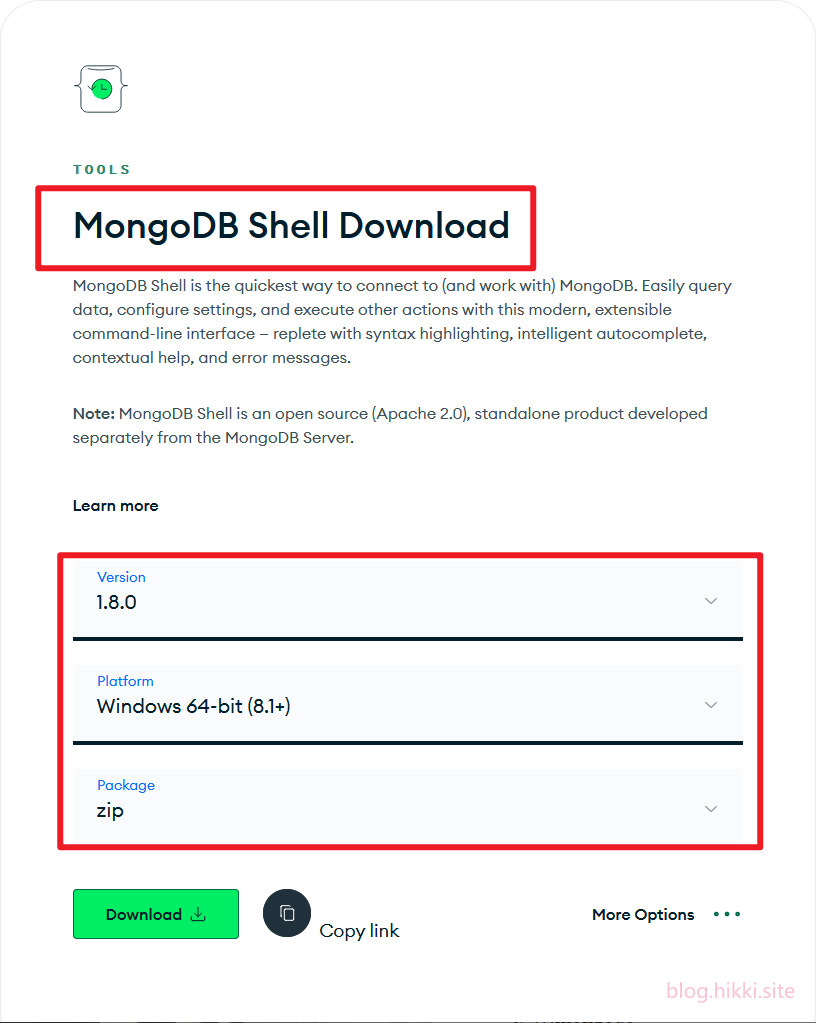 TOOLS
MongoDB Shell Download
MongoDB Shell is the quickest way to connect to (and work with) MongoDB. Easily query
data, configure settings, and execute other actions with this modern, extensible
command-line interface – replete with syntax highlighting, intelligent autocomplete,
contextual help, and error messages.
Note: MongoDB Shell is an open source (Apache 2.0), standalone product developed
separately from the MongoDB Server.
Learn more
Version
1.8.0
Platform
Windows 64-bit (8.1+)
Package
zip
Download
Copy link
More Options
blog.hikki.site